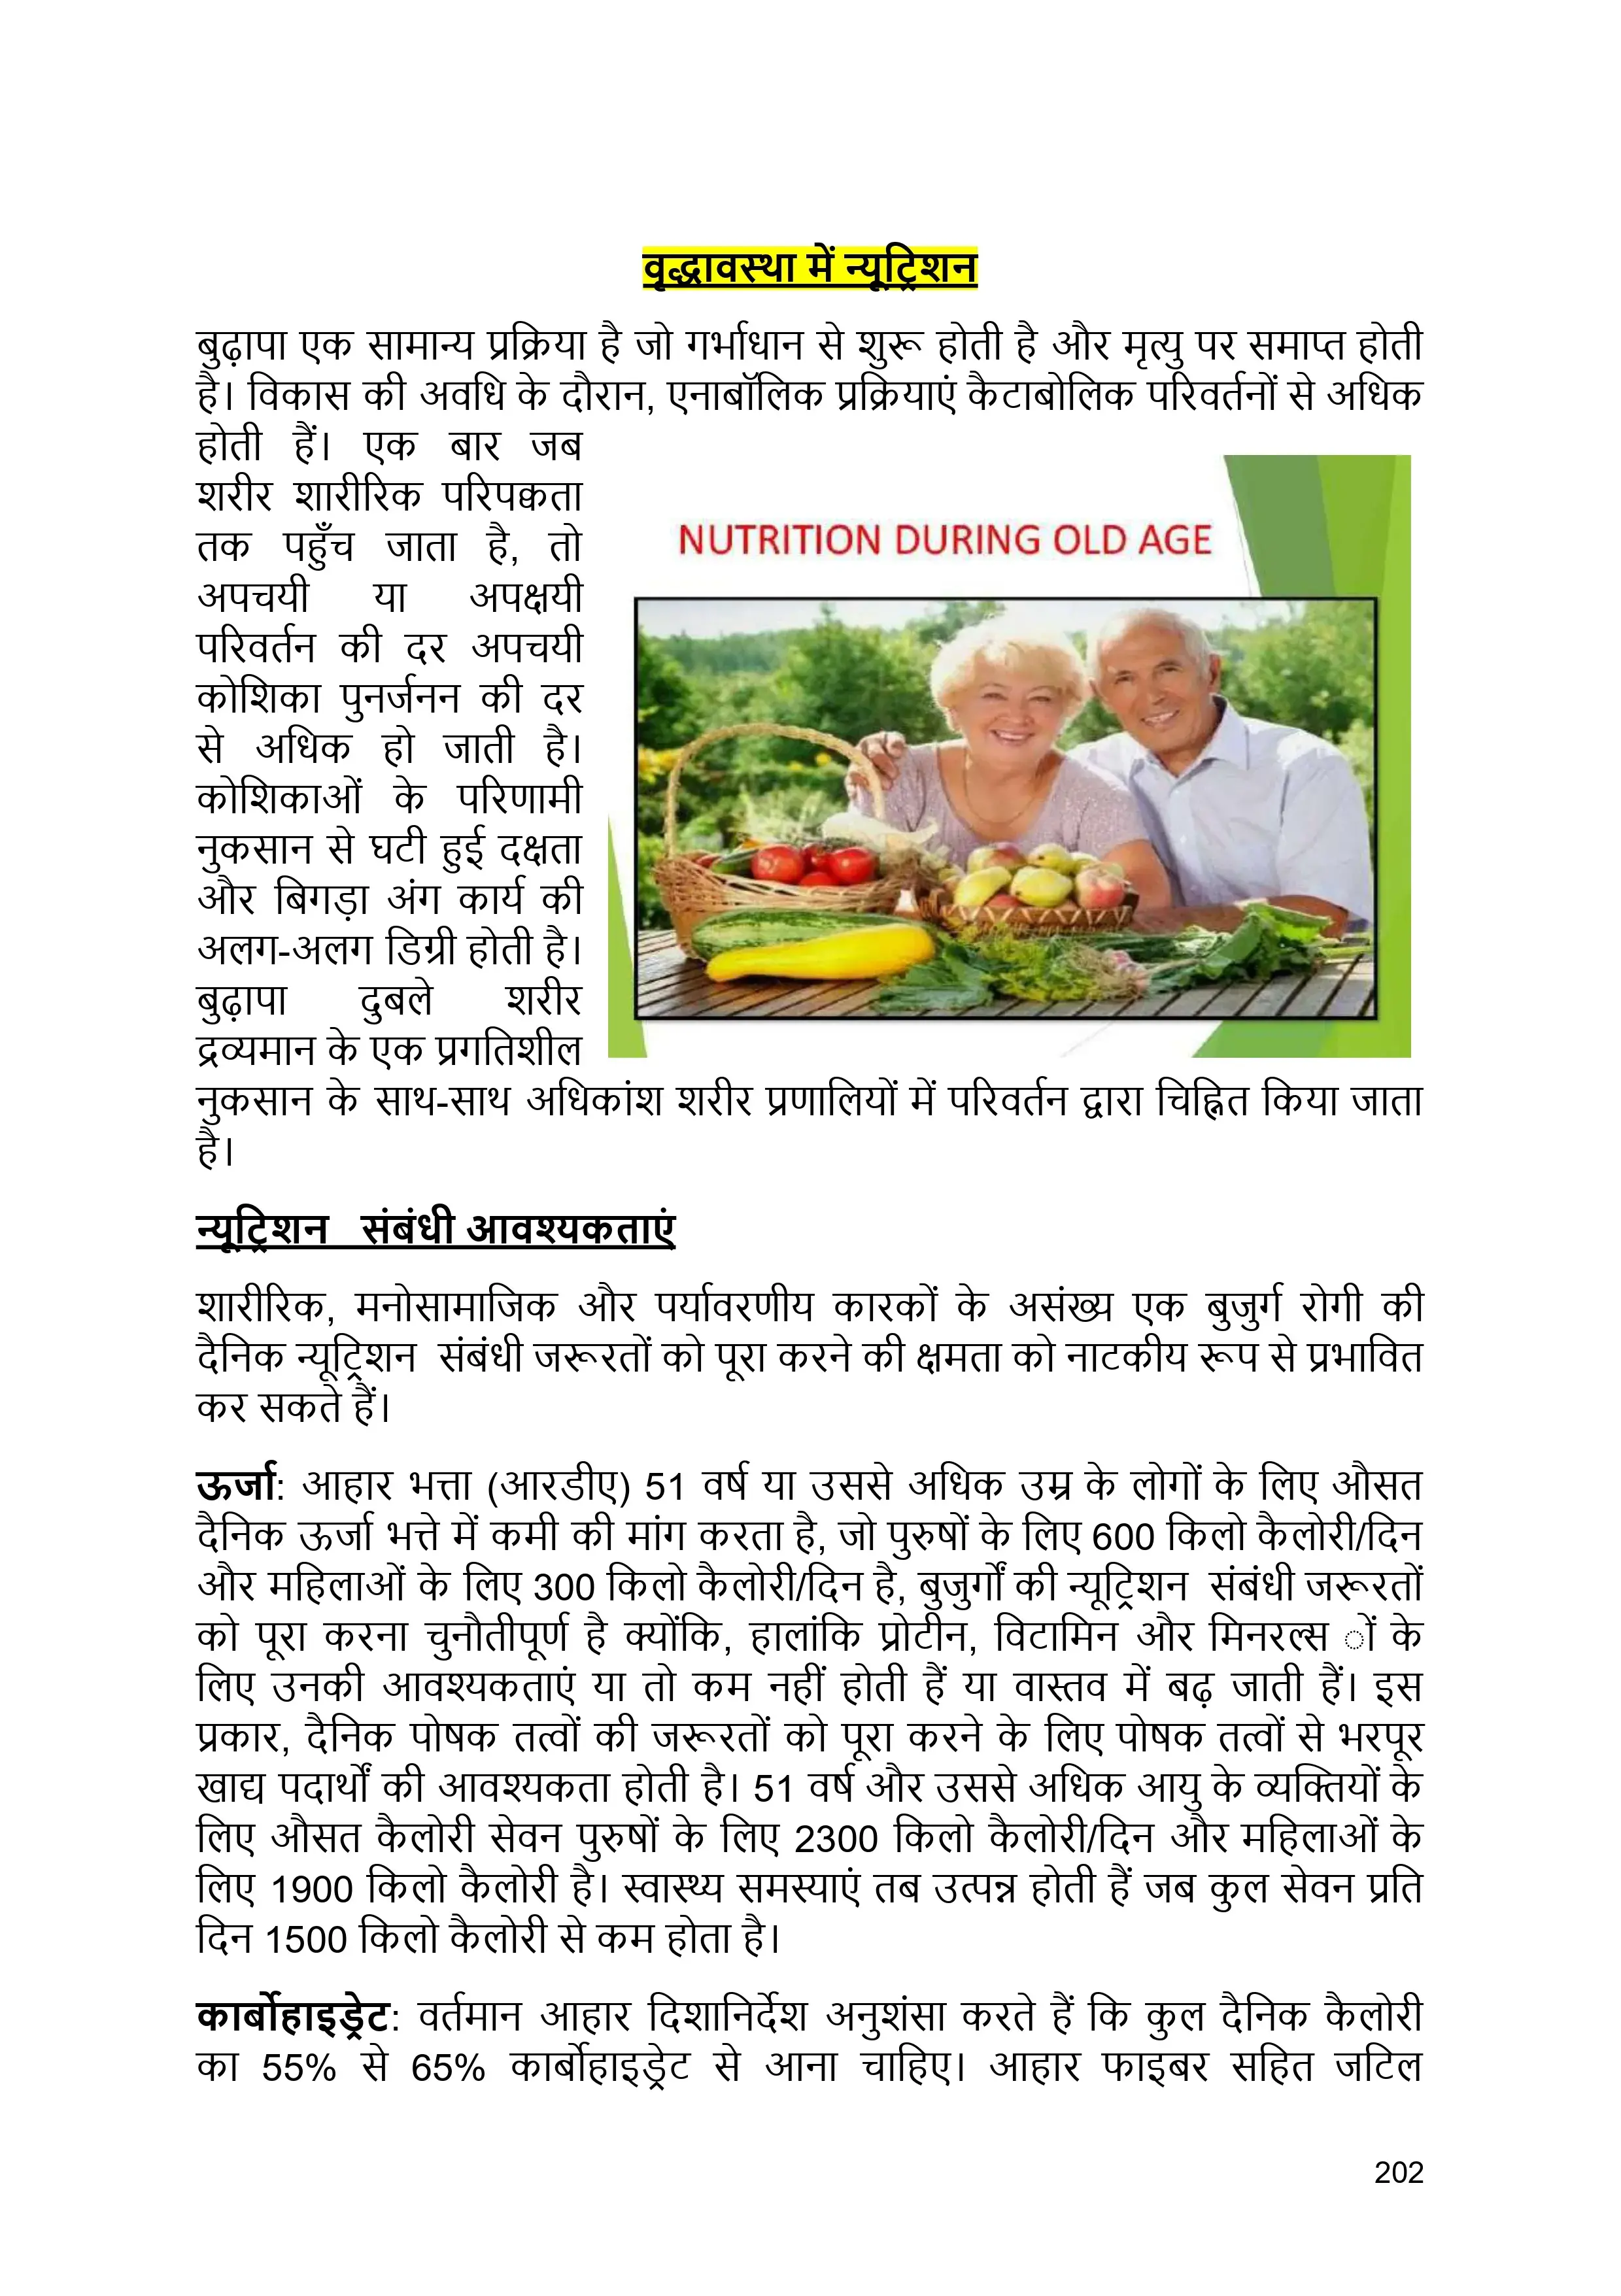 वृद्धावस्था में न्यूट्रिशन
बुढ़ापा एक सामान्य प्रक्रिया है जो गर्भाधान से शुरू होती है और मृत्यु पर समाप्त होती
है। विकास की अवधि के दौरान, एनाबॉलिक प्रक्रियाएं कैटाबोलिक परिवर्तनों से अधिक
होती हैं। एक बार जब
शरीर शारीरिक परिपक्वता
तक पहुँच जाता है, तो
अपचयी या अपक्षयी
परिवर्तन की दर अपचयी
कोशिका पुनर्जनन की दर
से अधिक हो जाती है।
कोशिकाओं के परिणामी
नुकसान से घटी हुई दक्षता
और बिगड़ा अंग कार्य की
अलग-अलग डिग्री होती है।
बुढ़ापा दुबले शरीर
द्रव्यमान के एक प्रगतिशील
NUTRITION DURING OLD AGE
नुकसान के साथ-साथ अधिकांश शरीर प्रणालियों में परिवर्तन द्वारा चिह्नित किया जाता
है।
न्यूट्रिशन संबंधी आवश्यकताएं
शारीरिक, मनोसामाजिक और पर्यावरणीय कारकों के असंख्य एक बुजुर्ग रोगी की
दैनिक न्यूट्रिशन संबंधी जरूरतों को पूरा करने की क्षमता को नाटकीय रूप से प्रभावित
कर सकते हैं।
ऊर्जा: आहार भत्ता (आरडीए) 51 वर्ष या उससे अधिक उम्र के लोगों के लिए औसत
दैनिक ऊर्जा भत्ते में कमी की मांग करता है, जो पुरुषों के लिए 600 किलो कैलोरी/दिन
और महिलाओं के लिए 300 किलो कैलोरी/दिन है, बुजुर्गों की न्यूट्रिशन संबंधी जरूरतों
को पूरा करना चुनौतीपूर्ण है क्योंकि, हालांकि प्रोटीन, विटामिन और मिनरल्स ों के
लिए उनकी आवश्यकताएं या तो कम नहीं होती हैं या वास्तव में बढ़ जाती हैं। इस
प्रकार, दैनिक पोषक तत्वों की जरूरतों को पूरा करने के लिए पोषक तत्वों से भरपूर
खाद्य पदार्थों की आवश्यकता होती है। 51 वर्ष और उससे अधिक आयु के व्यक्तियों के
लिए औसत कैलोरी सेवन पुरुषों के लिए 2300 किलो कैलोरी/दिन और महिलाओं के
लिए 1900 किलो कैलोरी है। स्वास्थ्य समस्याएं तब उत्पन्न होती हैं जब कुल सेवन प्रति
दिन 1500 किलो कैलोरी से कम होता है।
कार्बोहाइड्रेट: वर्तमान आहार दिशानिर्देश अनुशंसा करते हैं कि कुल दैनिक कैलोरी
का 55% से 65% कार्बोहाइड्रेट से आना चाहिए। आहार फाइबर सहित जटिल
202